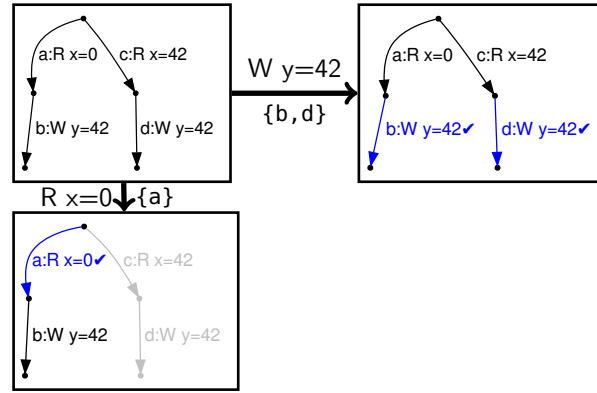 a:R x=0 c:R x=42
b:W y=42 d:W y=42
W y=42
{b,d}
a:R x=0 c:R x=42
b:W y=42✔ d:W y=42✔
R x=0 {a}
a:R x=0✔ c:R x=42
b:W y=42 d:W y=42